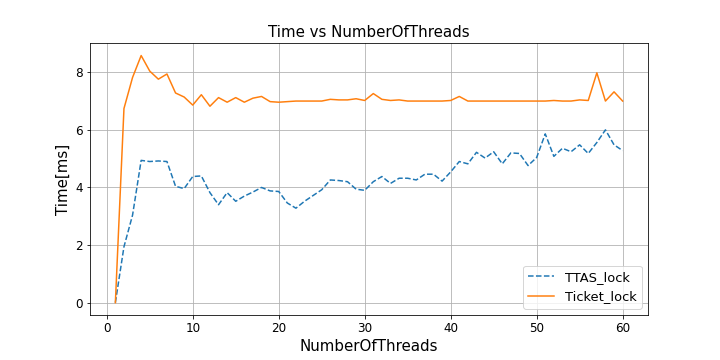 Time vs NumberOfThreads
8
6
4
2
0
Time[ms]
0 10 20 30 40 50 60
NumberOfThreads
TTAS_lock
Ticket_lock